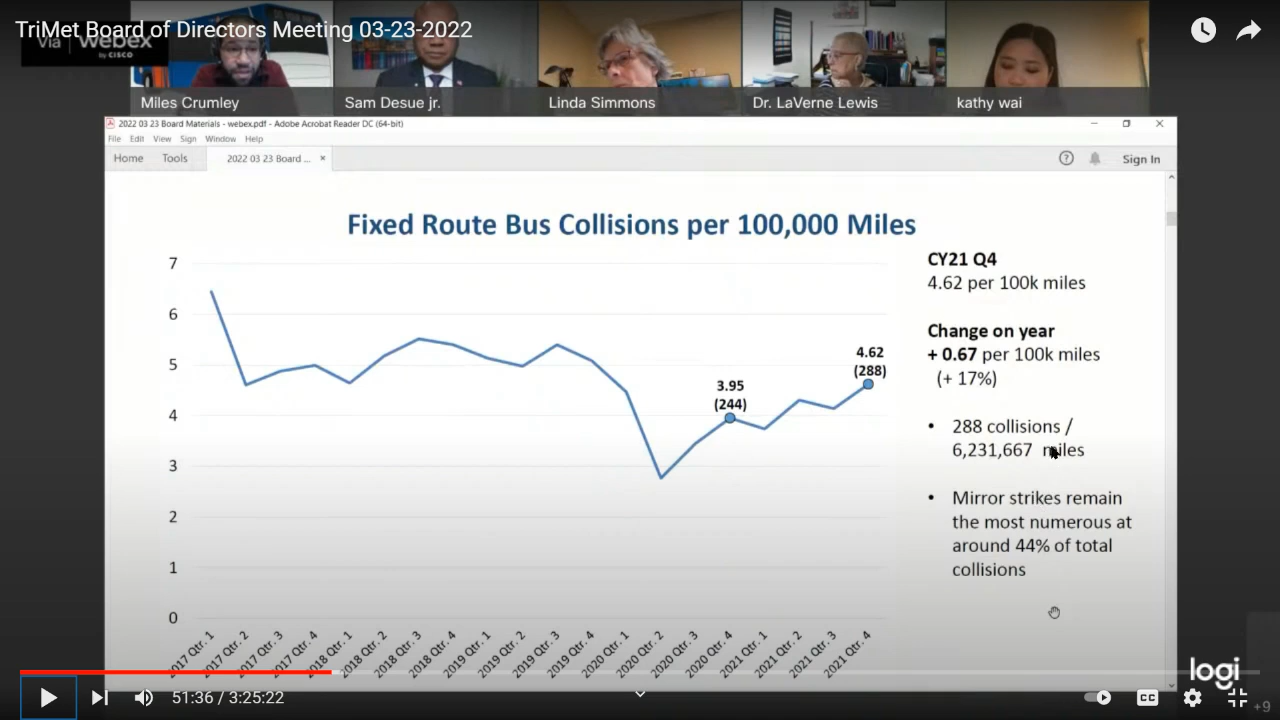 TriMet Board of Directors Meeting 03-23-2022
Via | Webex
by CISCO
Miles Crumley
Sam Desue jr.
Linda Simmons
Dr. LaVerne Lewis
kathy wai
2022 03 23 Board Materials - webex.pdf - Adobe Acrobat Reader DC (64-bit)
File Edit View Sign Window Help
Home Tools 2022 03 23 Board ... × ? Sign In
Fixed Route Bus Collisions per 100,000 Miles
7
6
5
4
3
2
1
0
3.95
(244)
4.62
(288)
2017 Qtr. 1
2017 Qtr. 2
2017 Qtr. 3
2017 Qtr. 4
2018 Qtr. 1
2018 Qtr. 2
2018 Qtr. 3
2018 Qtr. 4
2019 Qtr. 1
2019 Qtr. 2
2019 Qtr. 3
2019 Qtr. 4
2020 Qtr. 1
2020 Qtr. 2
2020 Qtr. 3
2020 Qtr. 4
2021 Qtr. 1
2021 Qtr. 2
2021 Qtr. 3
2021 Qtr. 4
CY21 Q4
4.62 per 100k miles
Change on year
+ 0.67 per 100k miles
(+ 17%)
• 288 collisions /
6,231,667 miles
• Mirror strikes remain
the most numerous at
around 44% of total
collisions
logi
51:36 / 3:25:22
CC
+9